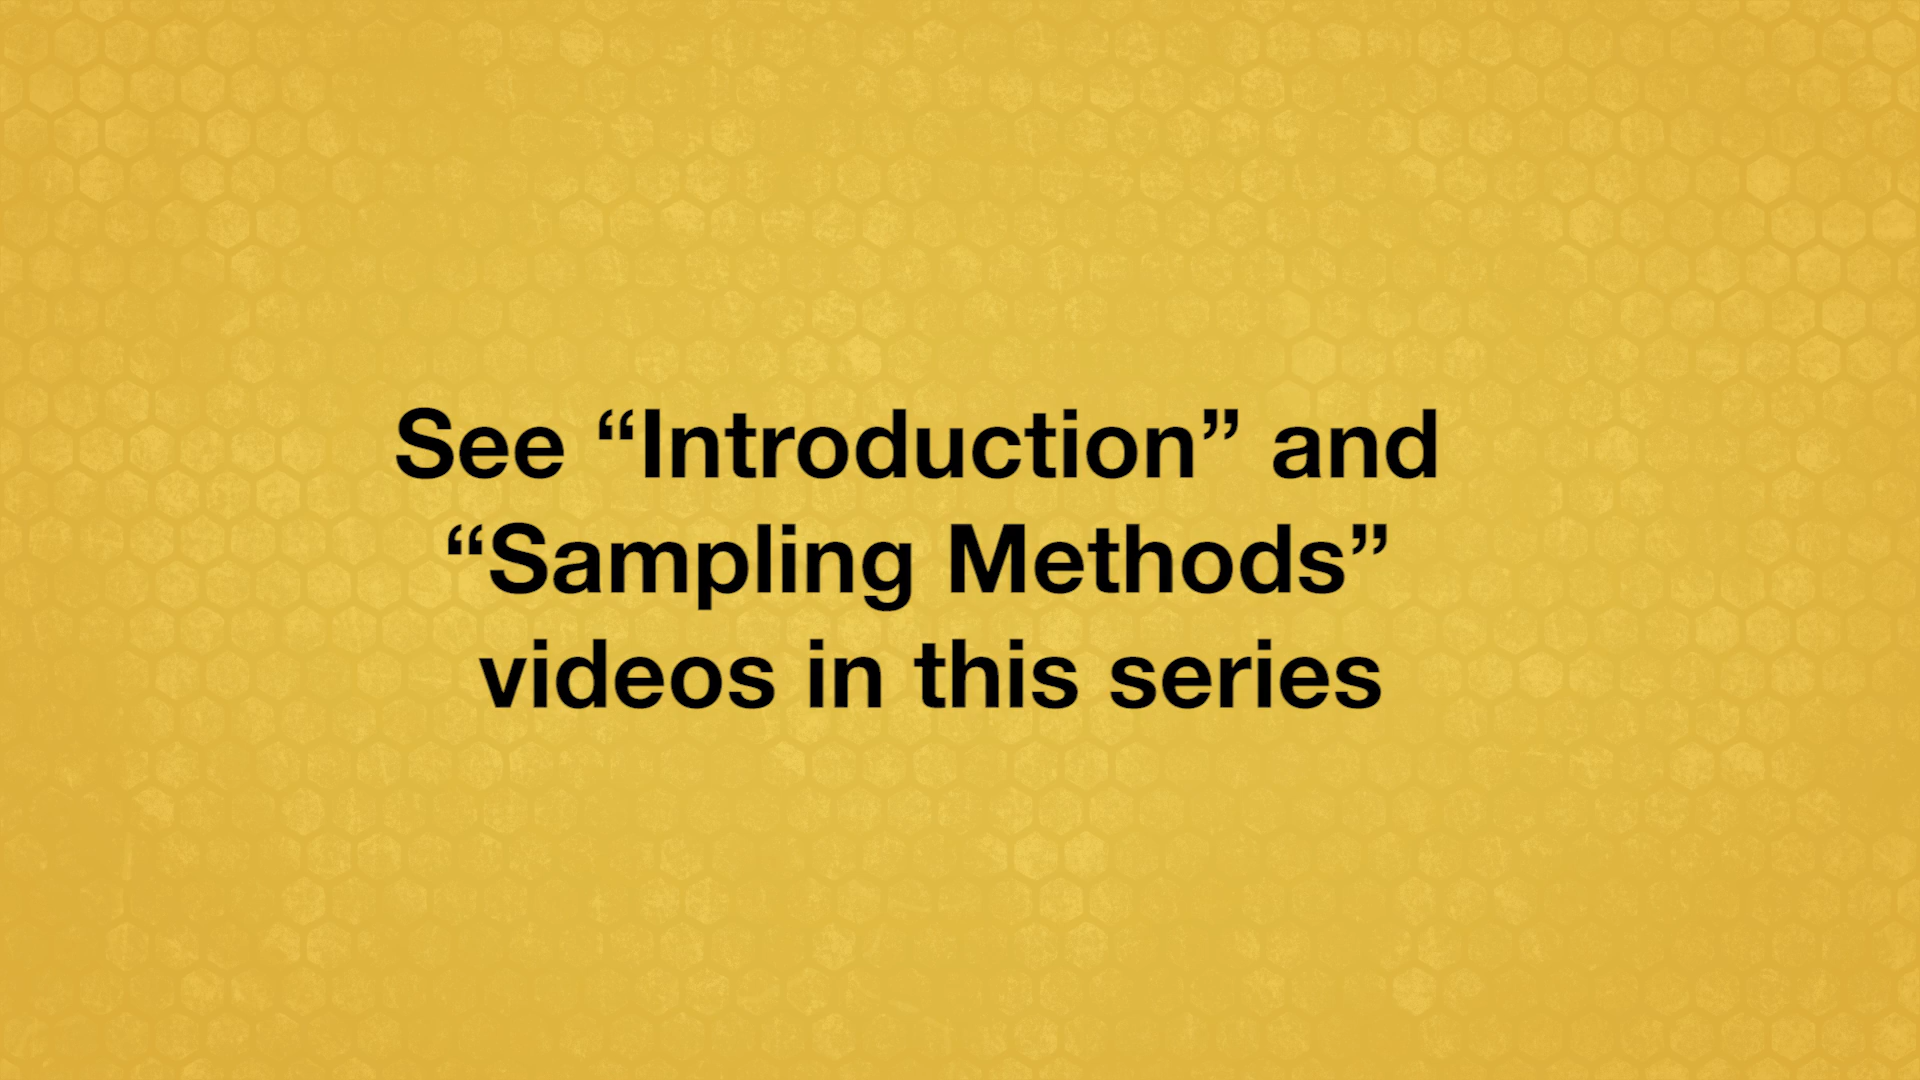 See “Introduction” and
“Sampling Methods”
videos in this series